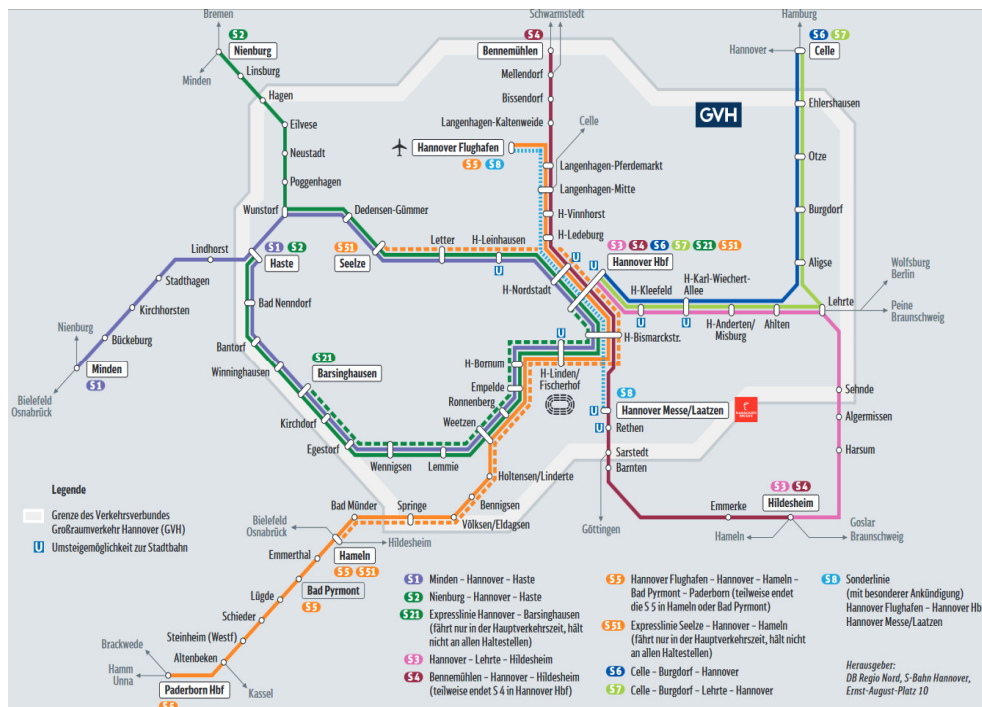 Bremen
Schwarmstedt
Hamburg
S2
Nienburg
S4
Bennemühlen
Hannover
S6 S7
Celle
Minden
Linsburg
Hagen
Eilvese
Neustadt
Poggenhagen
Wunstorf
Mellendorf
Bissendorf
Langenhagen-Kaltenweide
Celle
GVH
Ehlershausen
Otze
Burgdorf
Aligse
Hannover Flughafen
S5 S8
Langenhagen-Pferdemarkt
Langenhagen-Mitte
H-Vinnhorst
H-Ledeburg
Dedensen-Gümmer
Lindhorst
S1 S2
Haste
S51
Seelze
Letter
H-Leinhausen
U
S3 S4 S6 S7 S21 S51
Hannover Hbf
U
U
H-Nordstadt
H-Kleefeld
U
H-Karl-Wiechert-
Allee
U
H-Anderten/
Misburg
Ahlten
Lehrte
Wolfsburg
Berlin
Peine
Braunschweig
Stadthagen
Kirchhorsten
Bückeburg
Nienburg
Minden
S1
Bielefeld
Osnabrück
Bad Nenndorf
Bantorf
Winninghausen
S21
Barsinghausen
Kirchdorf
Egestorf
Wennigsen
Lemmie
Weetzen
Ronnenberg
Empelde
H-Bornum
U
H-Linden/
Fischerhof
H-Bismarckstr.
S8
U
Hannover Messe/Laatzen
U
Rethen
Sarstedt
Barnten
Göttingen
Emmerke
S3 S4
Hildesheim
Hameln
Goslar
Braunschweig
Sehnde
Algermissen
Harsum
Holtensen/Linderte
Bennigsen
Völksen/Eldagsen
Springe
Bad Münder
Bielefeld
Osnabrück
Hameln
Hildesheim
S5 S51
Emmerthal
Bad Pyrmont
S5
Lügde
Schieder
Steinheim (Westf)
Altenbeken
Brackwede
Hamm
Unna
Paderborn Hbf
Kassel
S5
Legende
Grenze des Verkehrsverbundes
Großraumverkehr Hannover (GVH)
U Umsteigemöglichkeit zur Stadtbahn
S1 Minden – Hannover – Haste
S2 Nienburg – Hannover – Haste
S21 Expresslinie Hannover – Barsinghausen
(fährt nur in der Hauptverkehrszeit, hält
nicht an allen Haltestellen)
S3 Hannover – Lehrte – Hildesheim
S4 Bennemühlen – Hannover – Hildesheim
(teilweise endet S 4 in Hannover Hbf)
S5 Hannover Flughafen – Hannover – Hameln –
Bad Pyrmont – Paderborn (teilweise endet
die S 5 in Hameln oder Bad Pyrmont)
S51 Expresslinie Seelze – Hannover – Hameln
(fährt nur in der Hauptverkehrszeit, hält
nicht an allen Haltestellen)
S6 Celle – Burgdorf – Hannover
S7 Celle – Burgdorf – Lehrte – Hannover
S8 Sonderlinie
(mit besonderer Ankündigung)
Hannover Flughafen – Hannover Hb
Hannover Messe/Laatzen
Herausgeber:
DB Regio Nord, S-Bahn Hannover,
Ernst-August-Platz 10